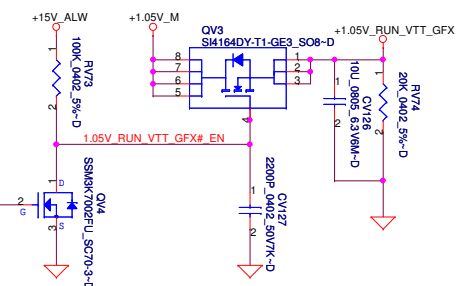 +15V_ALW
+1.05V_M
QV3
SI4164DY-T1-GE3_SO8~D
+1.05V_RUN_VTT_GFX
1
RV73
100K_0402_5%~D
2
8
7
6
5
1
2
3
4
1
CV126
10U_0805_6.3V6M~D
2
1
RV74
20K_0402_5%~D
2
1.05V_RUN_VTT_GFX#_EN
1
D
2
G
S
3
QV4
SSM3K7002FU_SC70-3~D
1
CV127
2200P_0402_50V7K~D
2